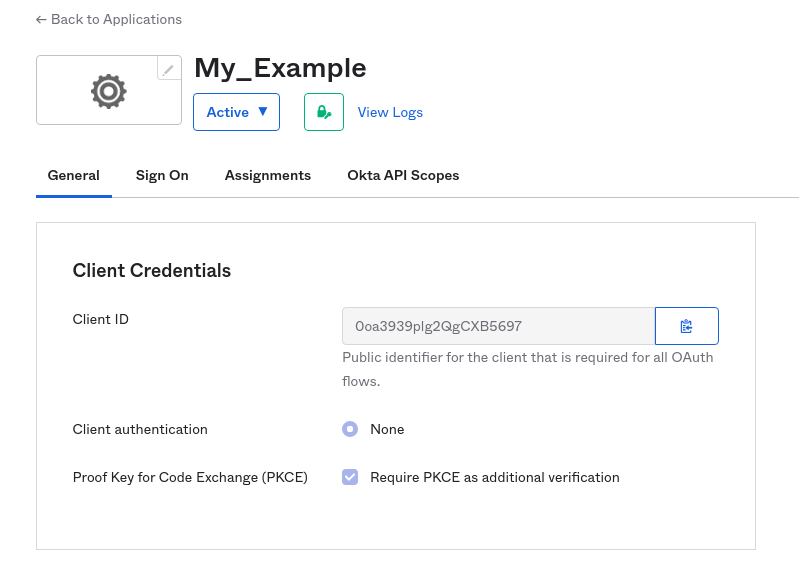 ← Back to Applications
My_Example
Active ▼
View Logs
General
Sign On
Assignments
Okta API Scopes
Client Credentials
Client ID
0oa3939plg2QgCXB5697
Public identifier for the client that is required for all OAuth
flows.
Client authentication
None
Proof Key for Code Exchange (PKCE)
Require PKCE as additional verification